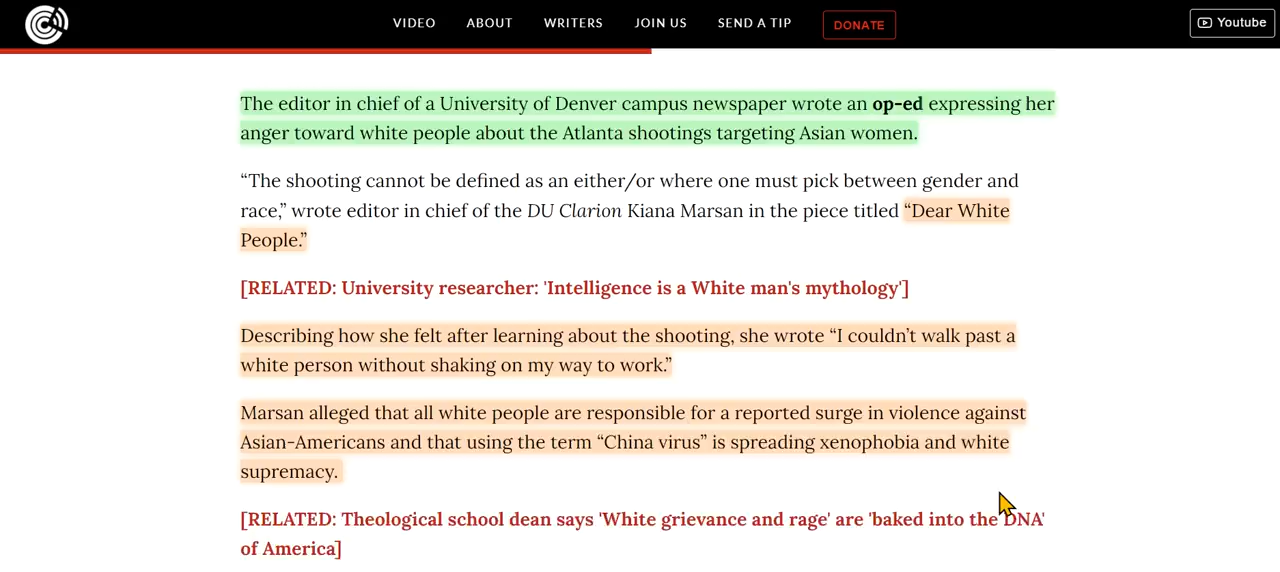 VIDEO ABOUT WRITERS JOIN US SEND A TIP DONATE Youtube
The editor in chief of a University of Denver campus newspaper wrote an op-ed expressing her
anger toward white people about the Atlanta shootings targeting Asian women.
“The shooting cannot be defined as an either/or where one must pick between gender and
race,” wrote editor in chief of the DU Clarion Kiana Marsan in the piece titled “Dear White
People.”
[RELATED: University researcher: 'Intelligence is a White man's mythology']
Describing how she felt after learning about the shooting, she wrote “I couldn’t walk past a
white person without shaking on my way to work.”
Marsan alleged that all white people are responsible for a reported surge in violence against
Asian-Americans and that using the term “China virus” is spreading xenophobia and white
supremacy.
[RELATED: Theological school dean says 'White grievance and rage' are 'baked into the DNA'
of America]